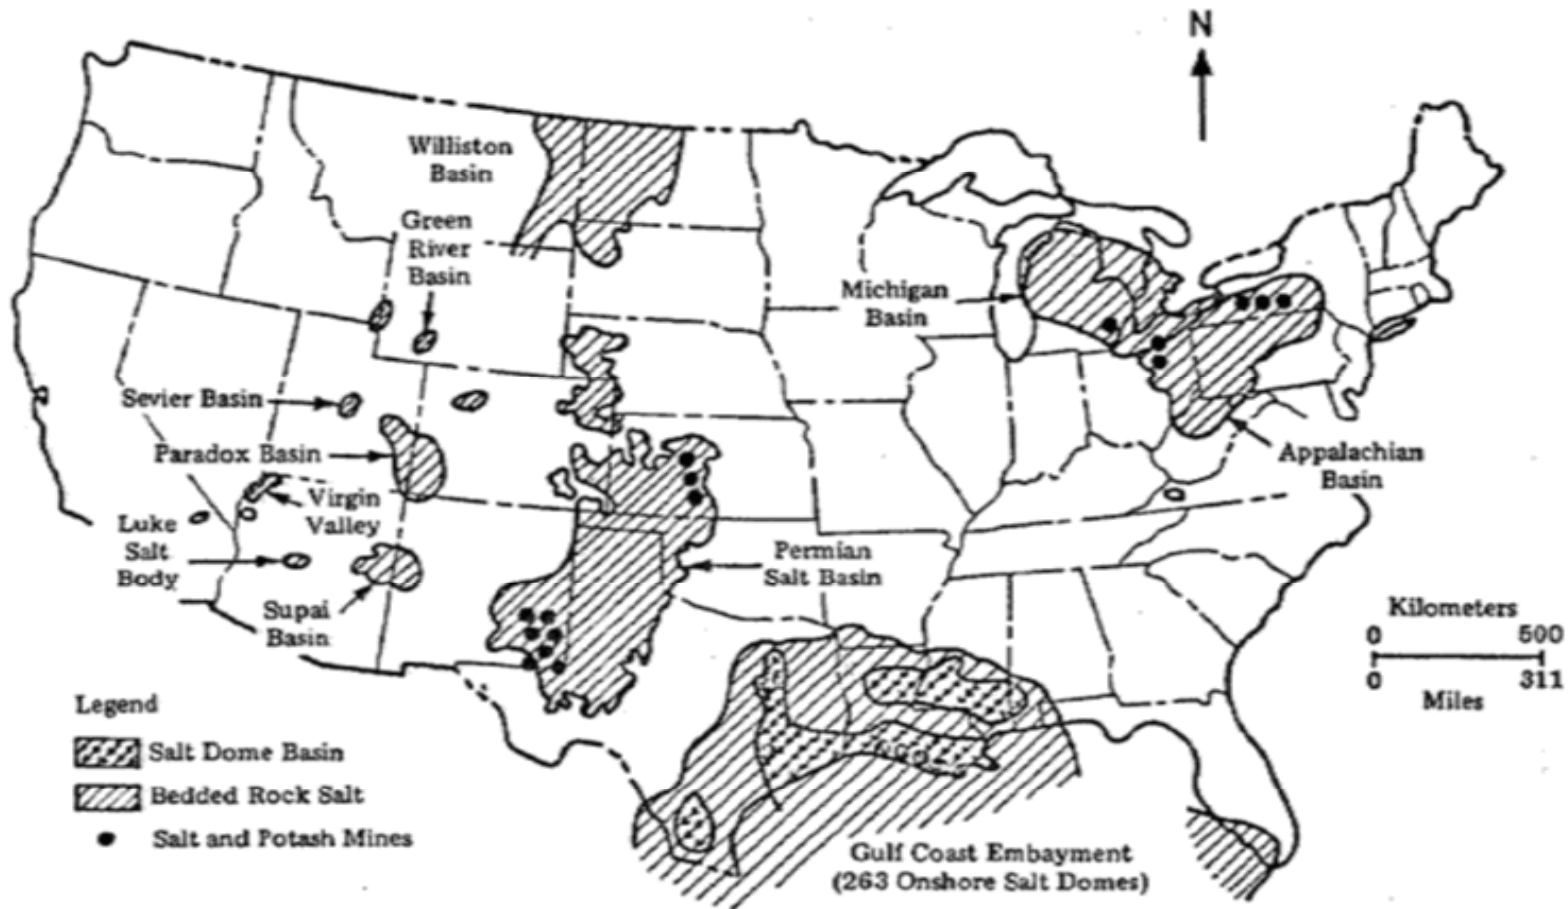 N
Williston
Basin
Green
River
Basin
Michigan
Basin
Sevier Basin
Paradox Basin
Appalachian
Basin
Virgin
Valley
Luke
Salt
Body
Permian
Salt Basin
Supai
Basin
Kilometers
0 500
0 311
Miles
Legend
Salt Dome Basin
Bedded Rock Salt
Salt and Potash Mines
Gulf Coast Embayment
(263 Onshore Salt Domes)